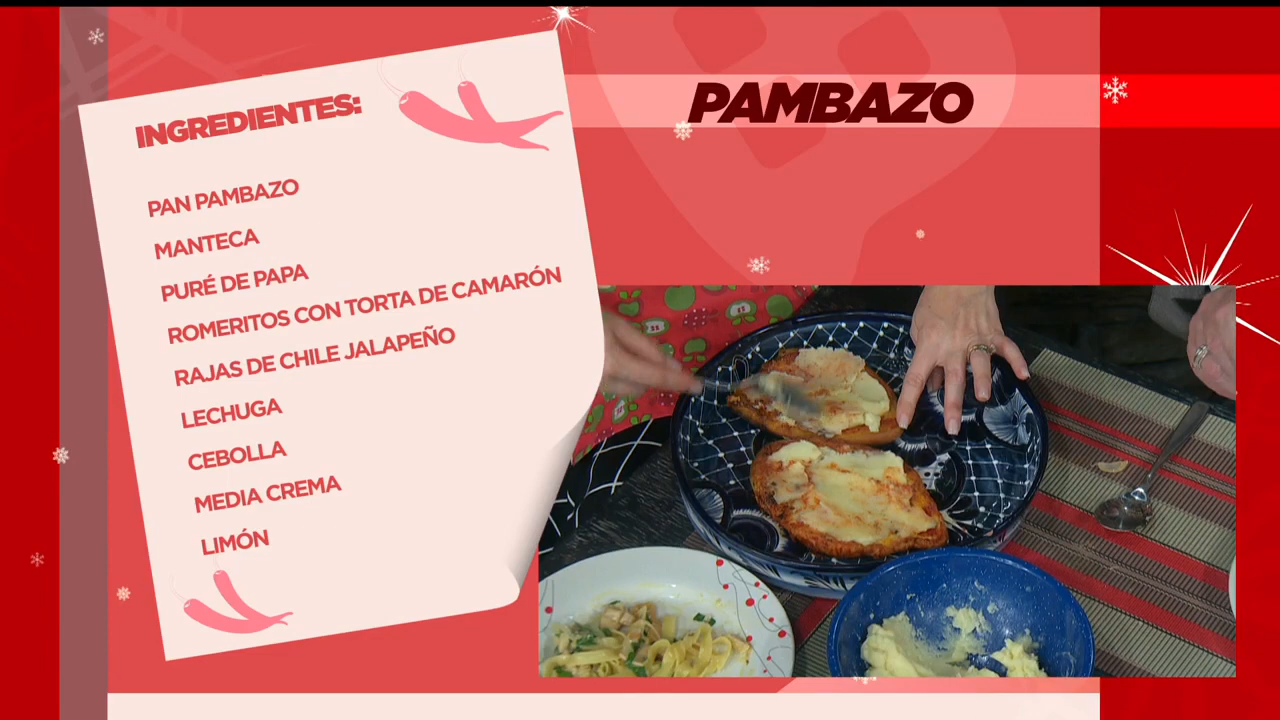 PAMBAZO
INGREDIENTES:
PAN PAMBAZO
MANTECA
PURÉ DE PAPA
ROMERITOS CON TORTA DE CAMARÓN
RAJAS DE CHILE JALAPEÑO
LECHUGA
CEBOLLA
MEDIA CREMA
LIMÓN